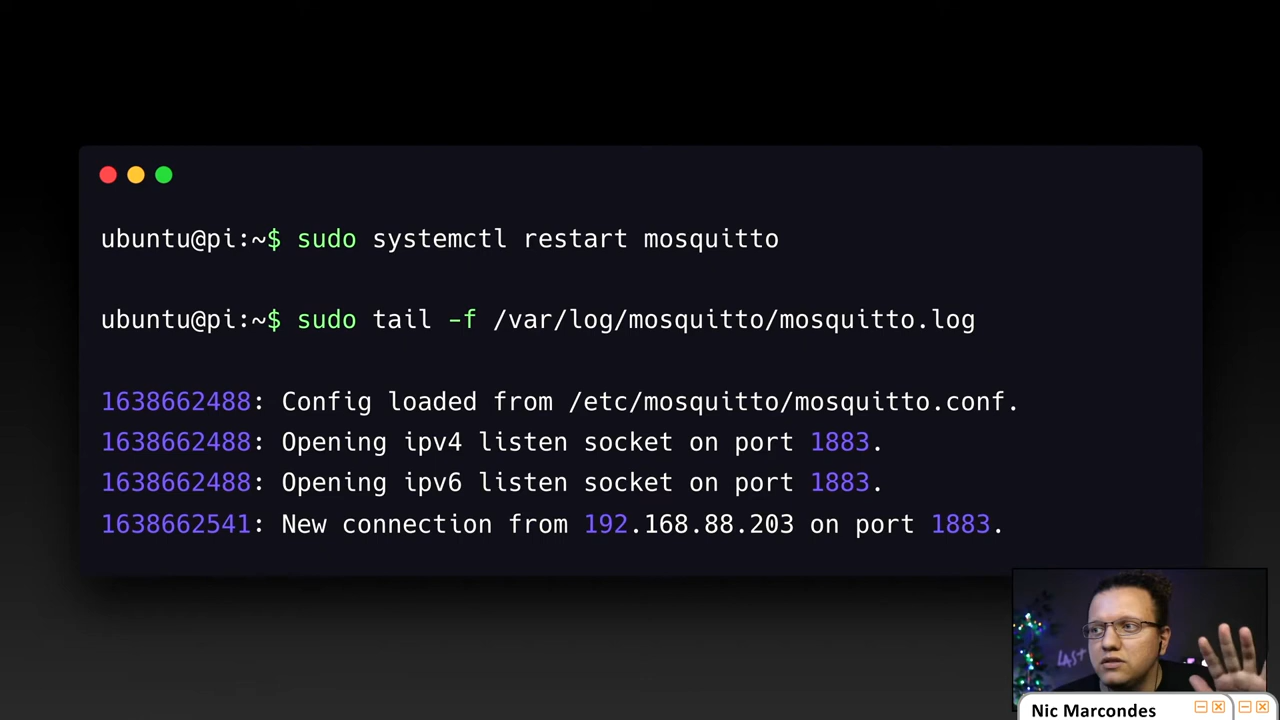 ubuntu@pi:~$ sudo systemctl restart mosquitto
ubuntu@pi:~$ sudo tail -f /var/log/mosquitto/mosquitto.log
1638662488: Config loaded from /etc/mosquitto/mosquitto.conf.
1638662488: Opening ipv4 listen socket on port 1883.
1638662488: Opening ipv6 listen socket on port 1883.
1638662541: New connection from 192.168.88.203 on port 1883.
LAST
Nic Marcondes